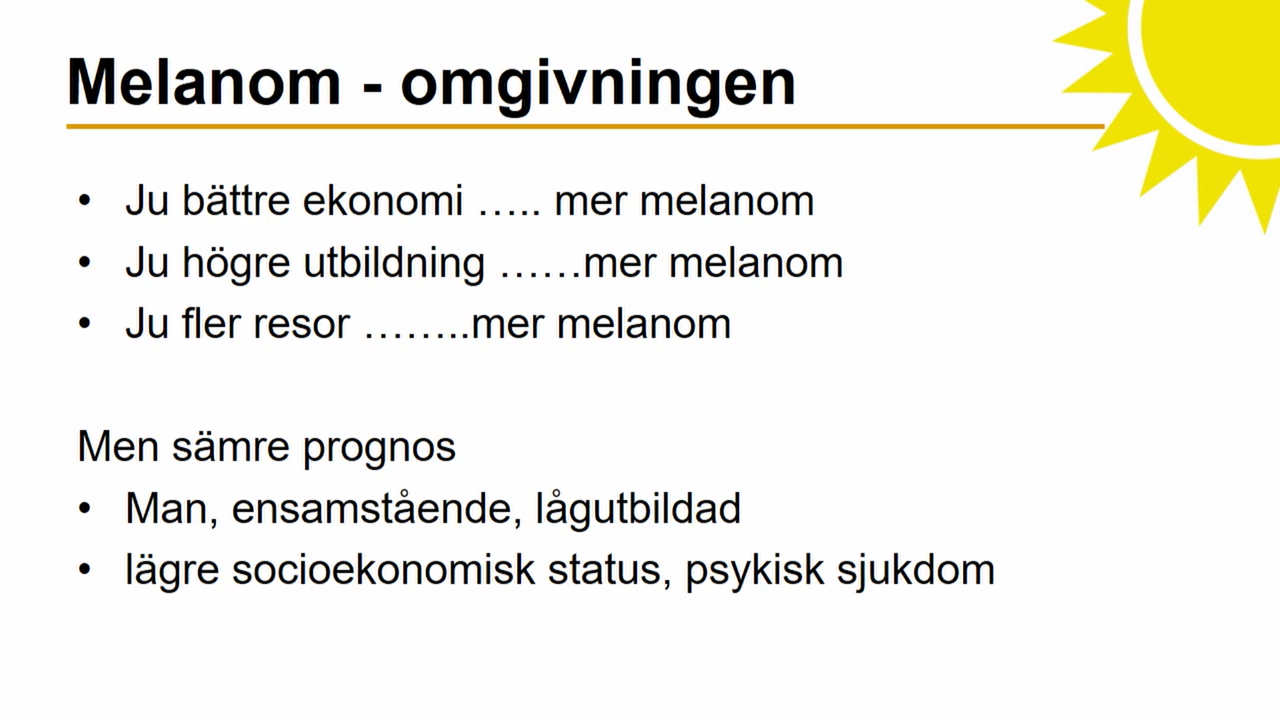 Melanom - omgivningen
• Ju bättre ekonomi ….. mer melanom
• Ju högre utbildning ……mer melanom
• Ju fler resor ……..mer melanom
Men sämre prognos
• Man, ensamstående, lågutbildad
• lägre socioekonomisk status, psykisk sjukdom